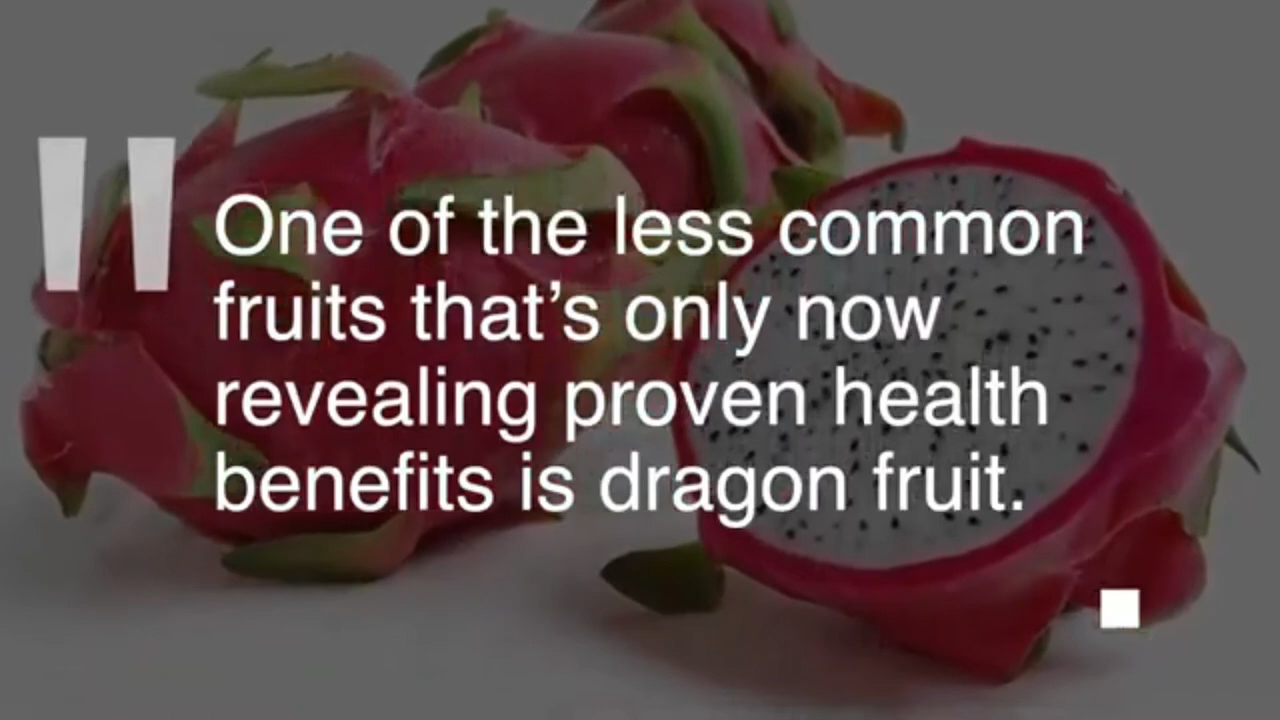 "
One of the less common
fruits that’s only now
revealing proven health
benefits is dragon fruit.